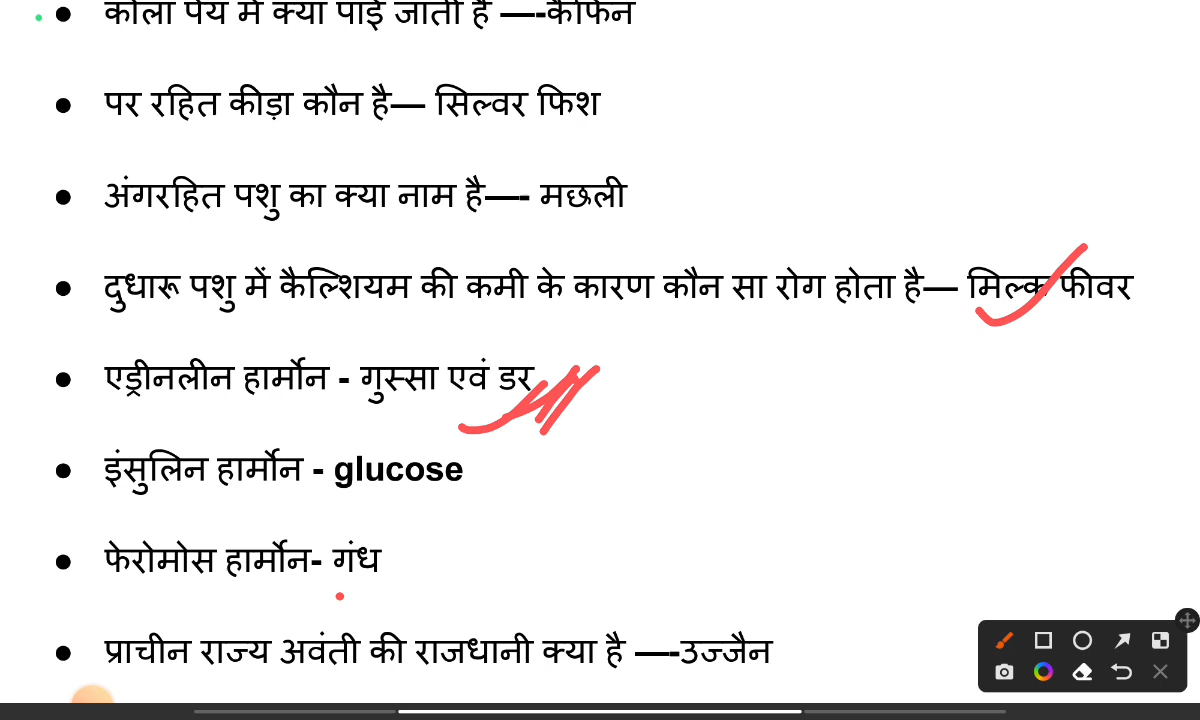 कोला पेय में क्या पाई जाती है —-कैफिन
पर रहित कीड़ा कौन है— सिल्वर फिश
अंगरहित पशु का क्या नाम है—- मछली
दुधारू पशु में कैल्शियम की कमी के कारण कौन सा रोग होता है— मिल्क फीवर
एड्रीनलीन हार्मोन - गुस्सा एवं डर
इंसुलिन हार्मोन - glucose
फेरोमोस हार्मोन- गंध
प्राचीन राज्य अवंती की राजधानी क्या है —-उज्जैन